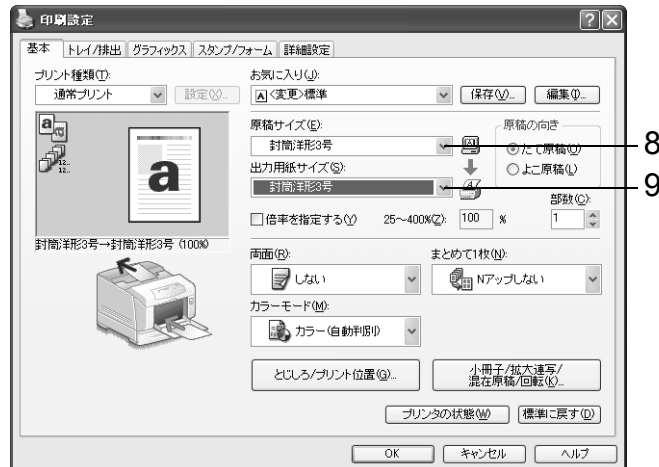 印刷設定
基本 トレイ/排出 グラフィックス スタンプ/フォーム 詳細設定
プリント種類(T):
通常プリント 設定(X)...
お気に入り(J):
<変更>標準 保存(V)... 編集(I)...
原稿サイズ(E):
封筒洋形3号
8
出力用紙サイズ(S):
封筒洋形3号
9
原稿の向き
たて原稿(O)
よこ原稿(L)
部数(C):
1
倍率を指定する(Y) 25～400%(Z): 100 %
a
封筒洋形3号→封筒洋形3号 (100%)
両面(R):
しない
まとめて1枚(N):
Nアップしない
カラーモード(M):
カラー(自動判別)
とじしろ/プリント位置(G)...
小冊子/拡大連写/
混在原稿/回転(K)...
プリンタの状態(W) 標準に戻す(D)
OK キャンセル ヘルプ